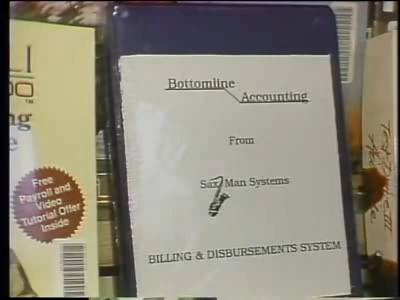 Bottomline
Accounting
From
Sax Man Systems
BILLING & DISBURSEMENTS SYSTEM
Free
Payroll and
Video
Tutorial Offer
Inside